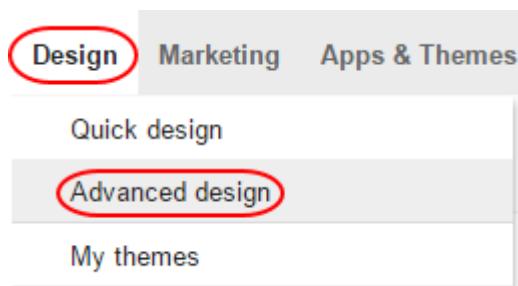 Design Marketing Apps & Themes
Quick design
Advanced design
My themes